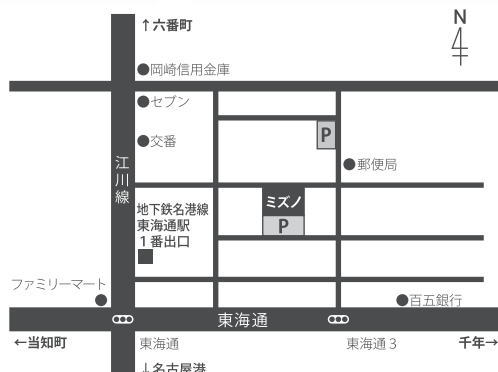 ↑六番町
N
岡崎信用金庫
セブン
交番
P
郵便局
江川線
地下鉄名港線
東海通駅
1番出口
ミズノ
P
ファミリーマート
百五銀行
東海通
←当知町
東海通
東海通3
千年→
↓名古屋港